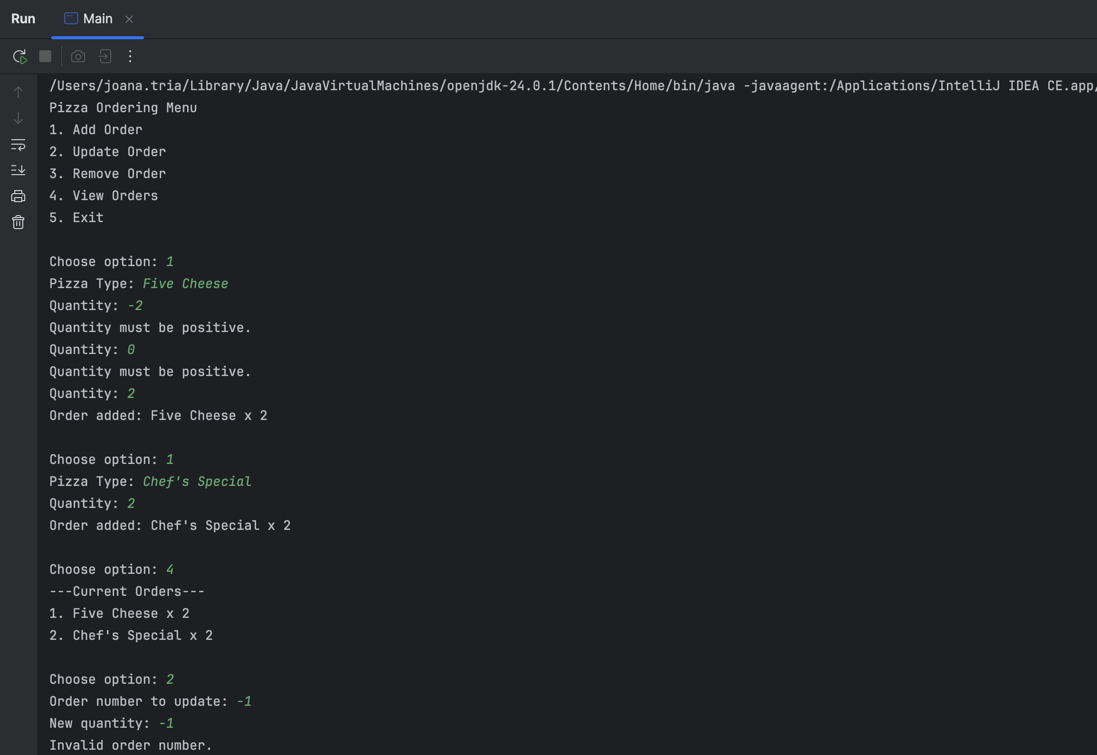 Run
Main
/Users/joana.tria/Library/Java/JavaVirtualMachines/openjdk-24.0.1/Contents/Home/bin/java -javaagent:/Applications/IntelliJ IDEA CE.app/
Pizza Ordering Menu
1. Add Order
2. Update Order
3. Remove Order
4. View Orders
5. Exit
Choose option: 1
Pizza Type: Five Cheese
Quantity: -2
Quantity must be positive.
Quantity: 0
Quantity must be positive.
Quantity: 2
Order added: Five Cheese x 2
Choose option: 1
Pizza Type: Chef's Special
Quantity: 2
Order added: Chef's Special x 2
Choose option: 4
---Current Orders---
1. Five Cheese x 2
2. Chef's Special x 2
Choose option: 2
Order number to update: -1
New quantity: -1
Invalid order number.